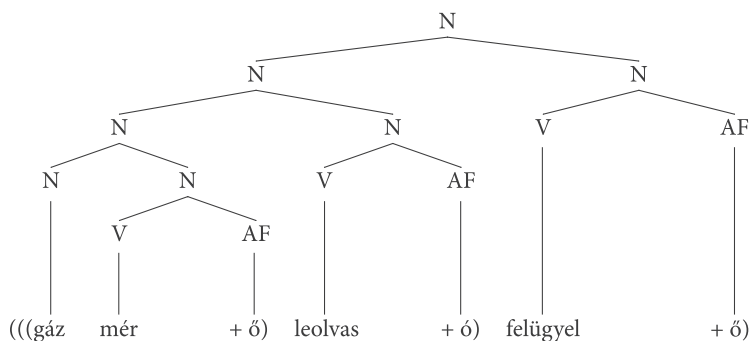 N
N N
N N V AF
N N V AF
V AF
(((gáz mér + ő) leolvas + ó) felügyel + ő)